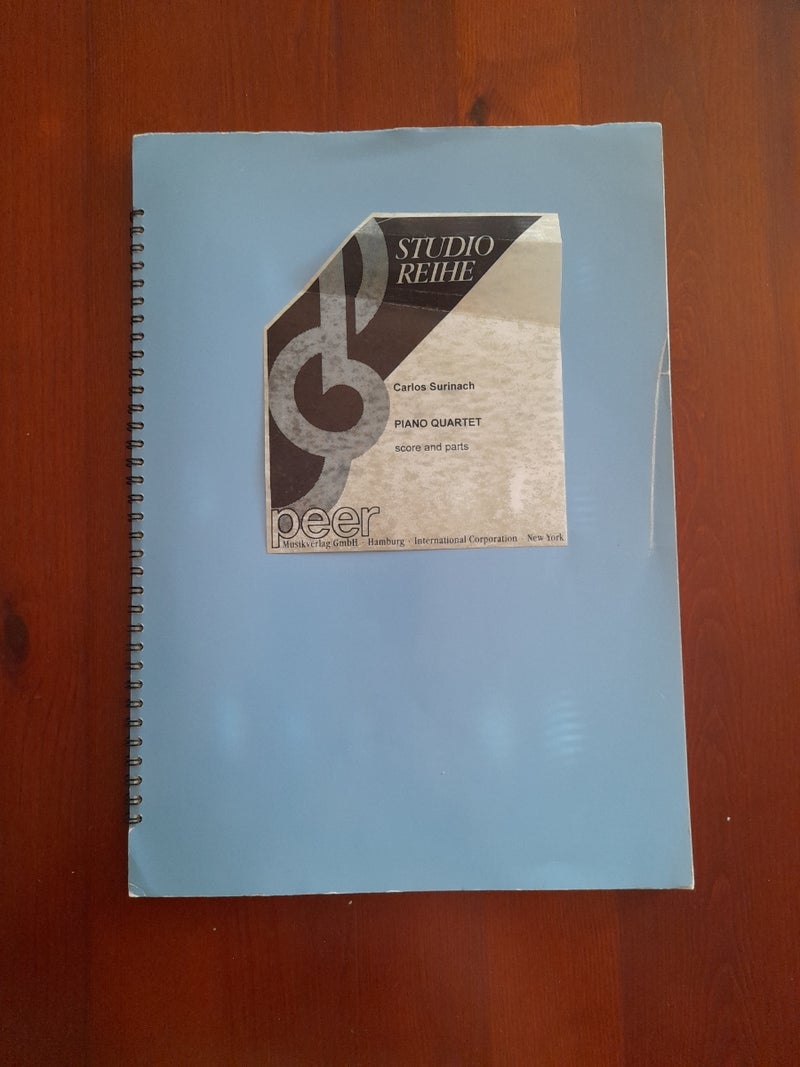 STUDIO
REIHE
Carlos Surinach
PIANO QUARTET
score and parts
peer
Musikverlag GmbH · Hamburg · International Corporation · New York